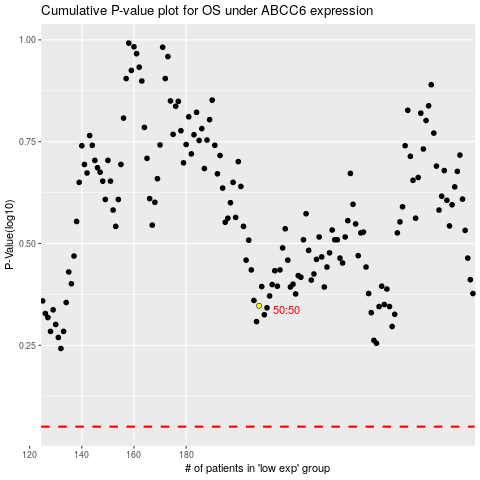 Cumulative P-value plot for OS under ABCC6 expression
P-Value(log10)
1.00
0.75
0.50
0.25
50:50
120 140 160 180
# of patients in 'low exp' group